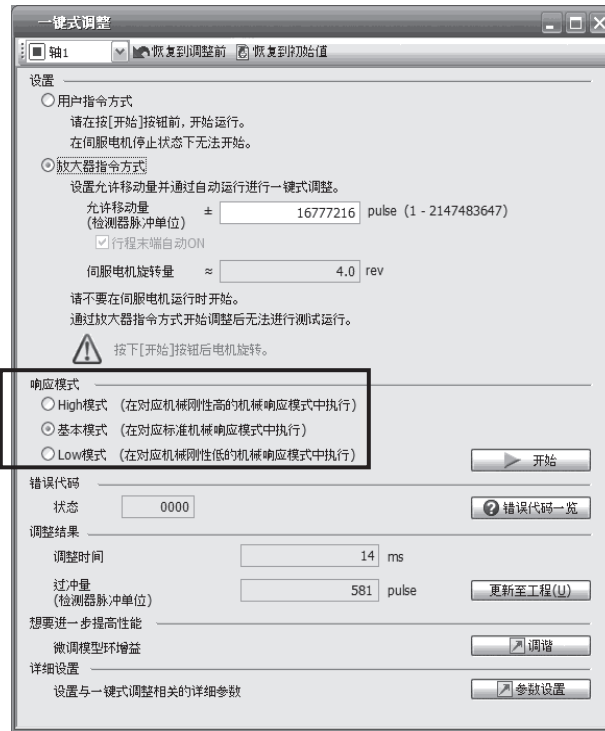 一键式调整
轴1 恢复到调整前 恢复到初始值
设置
用户指令方式
请在按[开始]按钮前,开始运行。
在伺服电机停止状态下无法开始。
放大器指令方式
设置允许移动量并通过自动运行进行一键式调整。
允许移动量
(检测器脉冲单位)
± 16777216 pulse (1 - 2147483647)
行程末端自动ON
伺服电机旋转量 ≈ 4.0 rev
请不要在伺服电机运行时开始。
通过放大器指令方式开始调整后无法进行测试运行。
按下[开始]按钮后电机旋转。
响应模式
High模式 (在对应机械刚性高的机械响应模式中执行)
基本模式 (在对应标准机械响应模式中执行)
Low模式 (在对应机械刚性低的机械响应模式中执行)
开始
错误代码
状态 0000 错误代码一览
调整结果
调整时间 14 ms
过冲量
(检测器脉冲单位)
581 pulse 更新至工程(U)
想要进一步提高性能
微调模型环增益 调谐
详细设置
设置与一键式调整相关的详细参数 参数设置